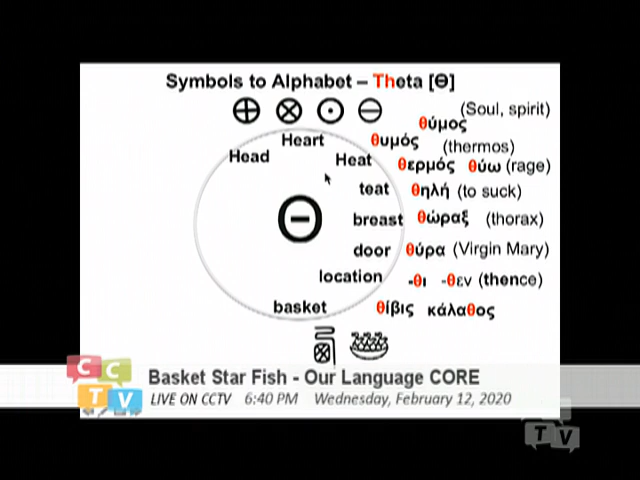 Symbols to Alphabet – Theta [Θ]
(Soul, spirit)
θύμος
Heart θυμός (thermos)
Head Heat θερμός θύω (rage)
teat θηλή (to suck)
Θ breast θώραξ (thorax)
door θύρα (Virgin Mary)
location -θι -θεν (thence)
basket θίβις κάλαθος
Basket Star Fish - Our Language CORE
LIVE ON CCTV 6:40 PM Wednesday, February 12, 2020
CC
TV
TV